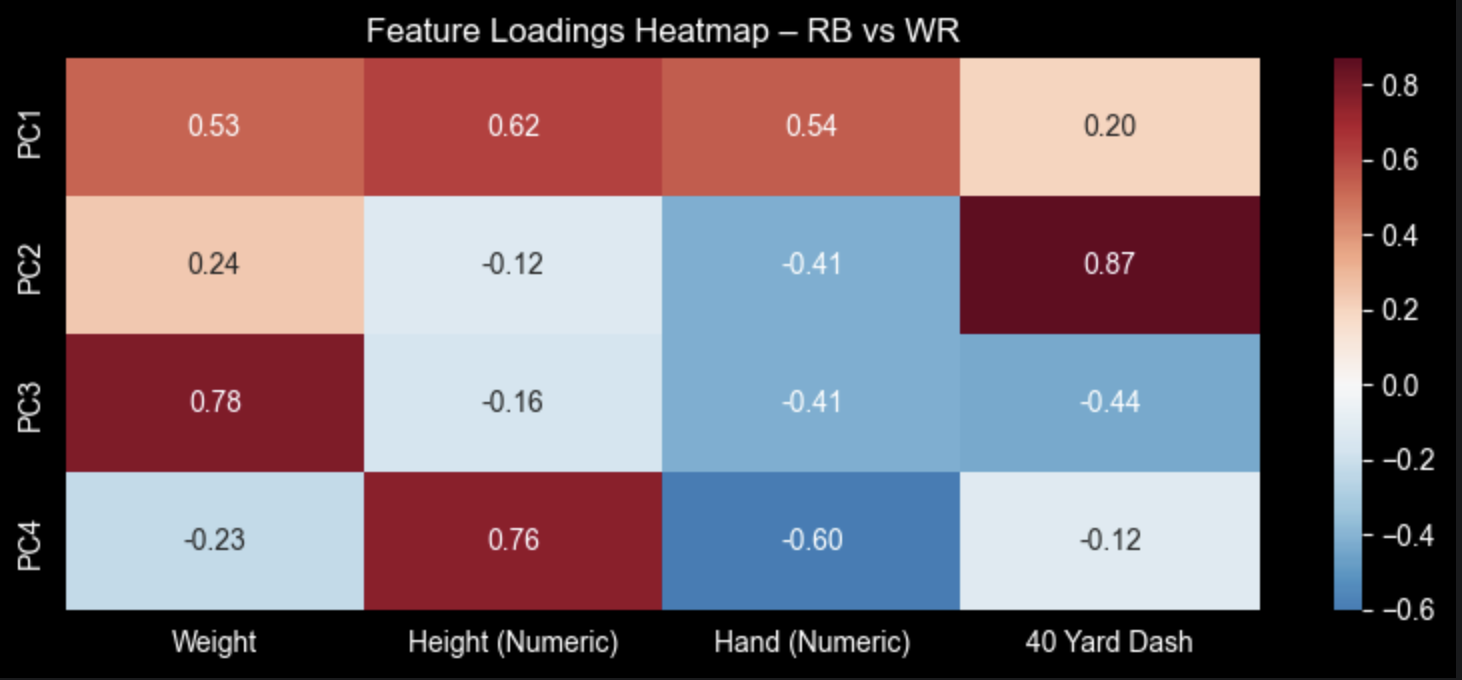 Feature Loadings Heatmap – RB vs WR
PC1 0.53 0.62 0.54 0.20
PC2 0.24 -0.12 -0.41 0.87
PC3 0.78 -0.16 -0.41 -0.44
PC4 -0.23 0.76 -0.60 -0.12
Weight Height (Numeric) Hand (Numeric) 40 Yard Dash
0.8
0.6
0.4
0.2
0.0
−0.2
−0.4
−0.6